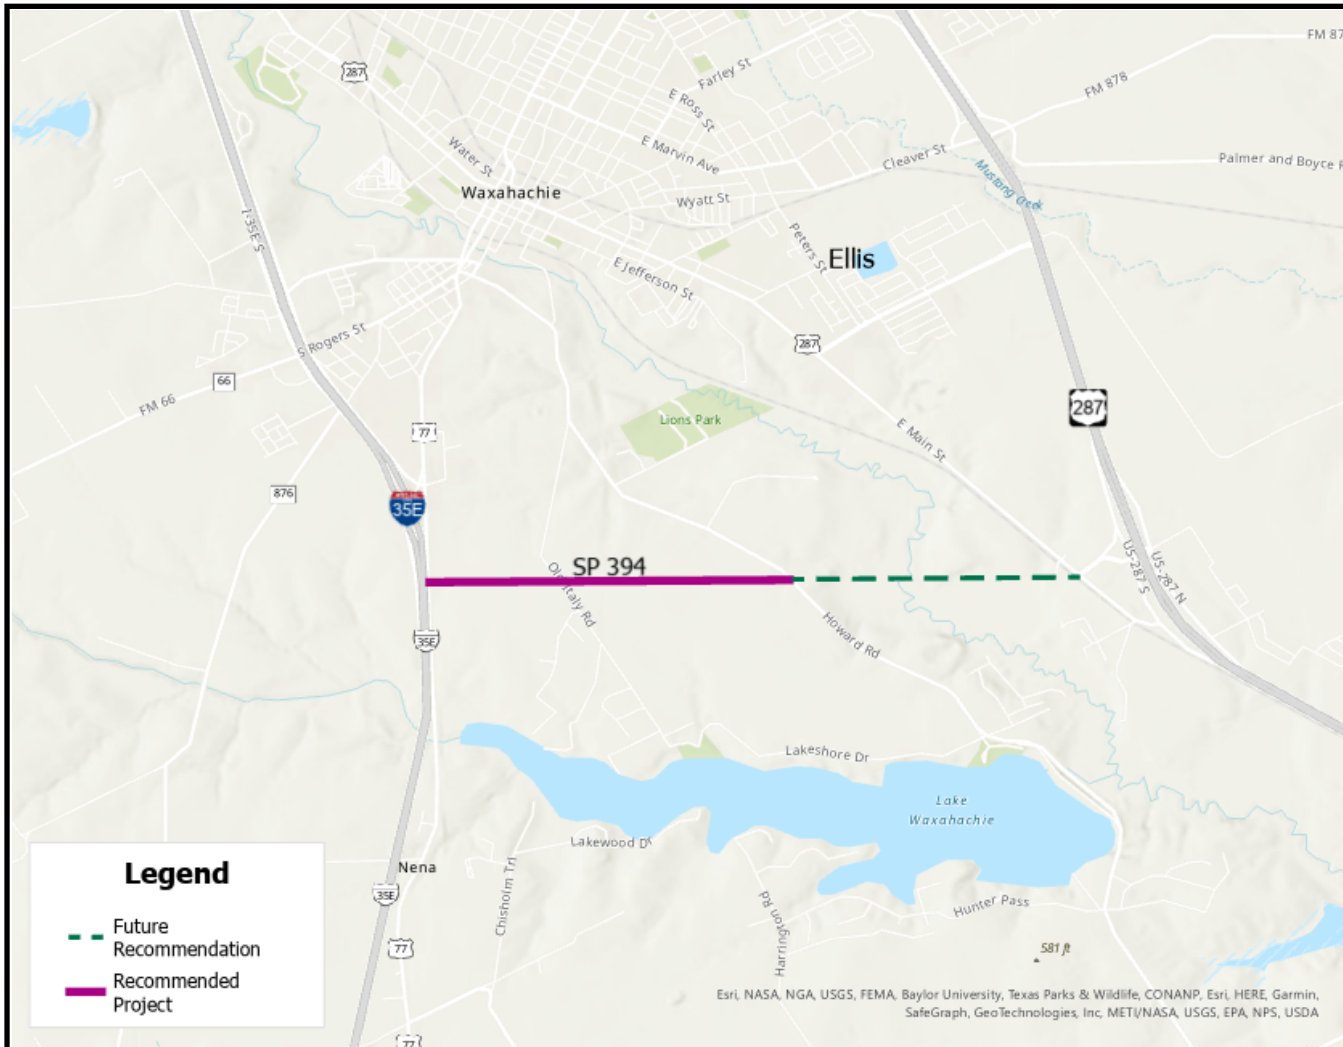 FM 87
287
Farley St
FM 878
E Ross St
Water St
E Marvin Ave
Cleaver St
Palmer and Boyce R
Mustang Creek
Waxahachie
Wyatt St
I-35E S
Peters St
Ellis
E Jefferson St
S Rogers St
287
66
FM 66
287
Lions Park
77
E Main St
876
35E
SP 394
Old Italy Rd
US-287 S
US-287 N
35E
Howard Rd
Lakeshore Dr
Lake
Waxahachie
Lakewood Dr
Nena
Chisholm Trl
35E
Harrington Rd
Hunter Pass
77
581 ft
77
Legend
Future
Recommendation
Recommended
Project
Esri, NASA, NGA, USGS, FEMA, Baylor University, Texas Parks & Wildlife, CONANP, Esri, HERE, Garmin,
SafeGraph, GeoTechnologies, Inc, METI/NASA, USGS, EPA, NPS, USDA